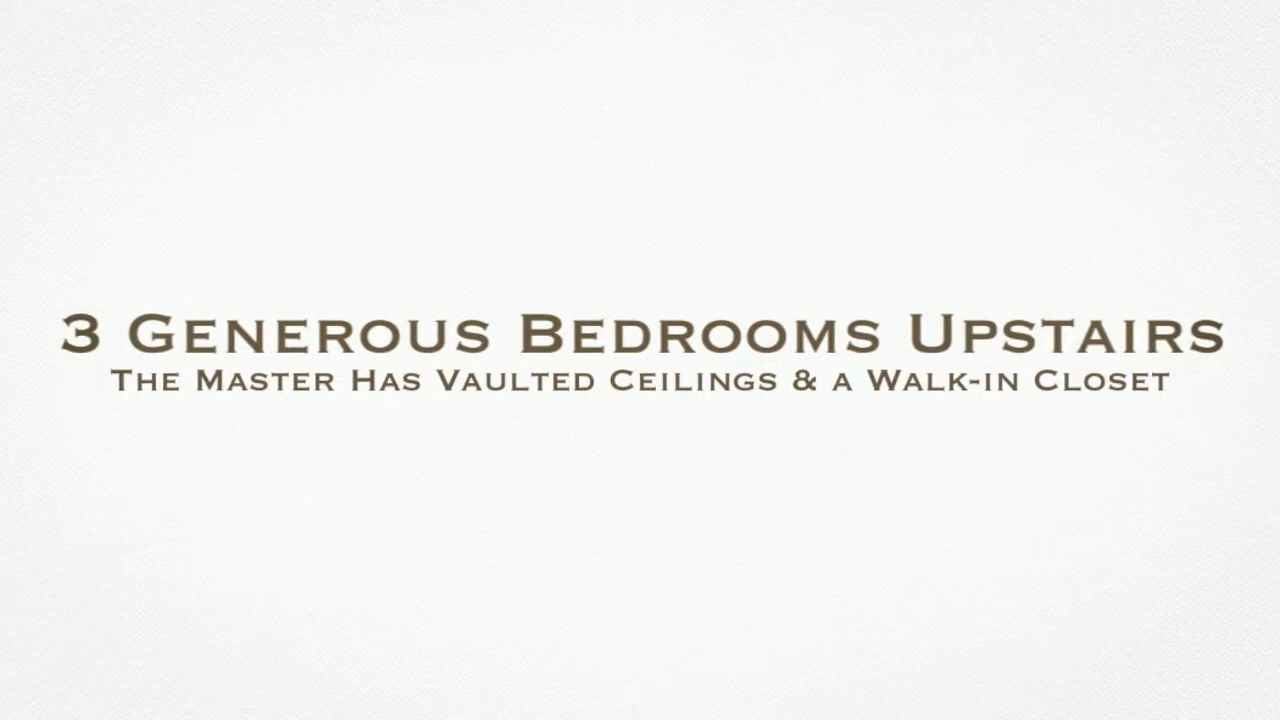 3 Generous Bedrooms Upstairs
The Master Has Vaulted Ceilings & a Walk-in Closet